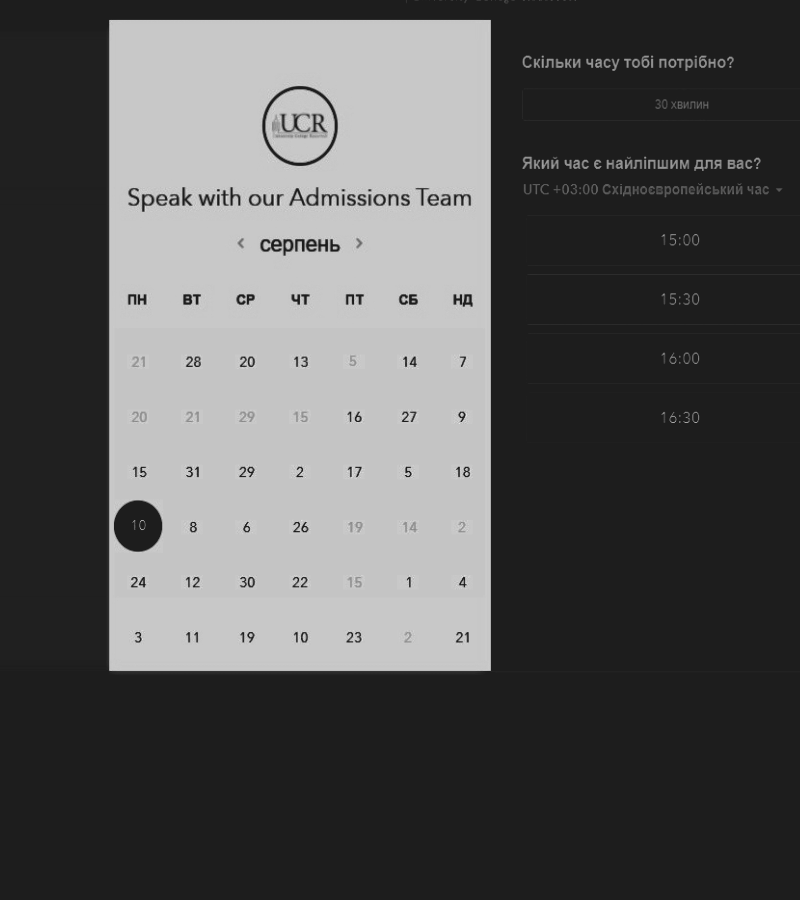 UCR
Speak with our Admissions Team
< серпень >
ПН ВТ СР ЧТ ПТ СБ НД
21 28 20 13 5 14 7
20 21 29 15 16 27 9
15 31 29 2 17 5 18
10 8 6 26 19 14 2
24 12 30 22 15 1 4
3 11 19 10 23 2 21
Скільки часу тобі потрібно?
30 хвилин
Який час є найліпшим для вас?
UTC +03:00 Східноєвропейський час
15:00
15:30
16:00
16:30